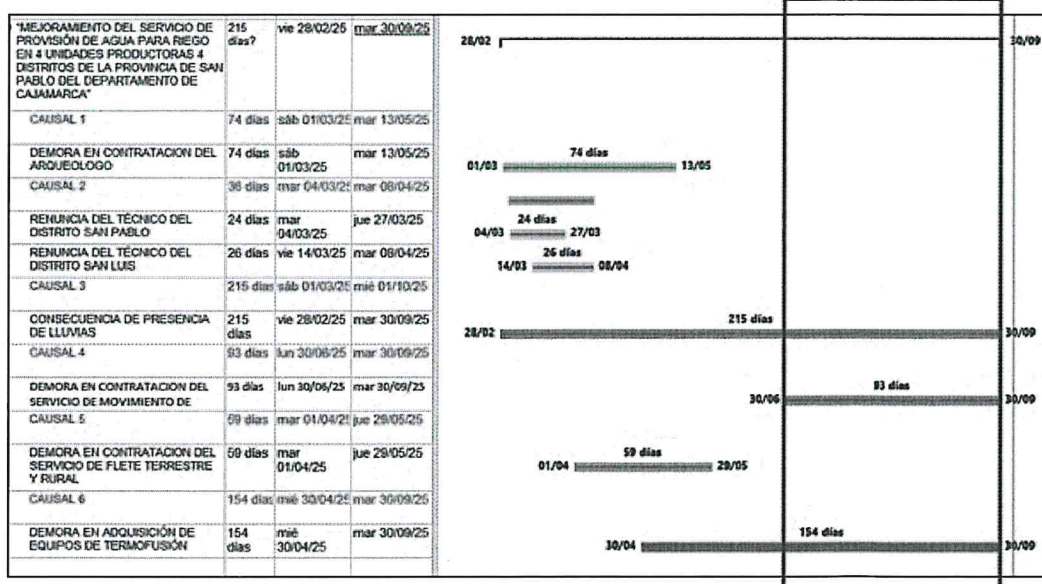 "MEJORAMIENTO DEL SERVICIO DE PROVISIÓN DE AGUA PARA RIEGO EN 4 UNIDADES PRODUCTORAS 4 DISTRITOS DE LA PROVINCIA DE SAN PABLO DEL DEPARTAMENTO DE CAJAMARCA" 215 días? vie 28/02/25 mar 30/09/25
28/02 30/09
CAUSAL 1 74 días sáb 01/03/25 mar 13/05/25
DEMORA EN CONTRATACION DEL ARQUEOLOGO 74 días sáb 01/03/25 mar 13/05/25
01/03 74 días 13/05
CAUSAL 2 36 días mar 04/03/25 mar 08/04/25
RENUNCIA DEL TÉCNICO DEL DISTRITO SAN PABLO 24 días mar 04/03/25 jue 27/03/25
04/03 24 días 27/03
RENUNCIA DEL TÉCNICO DEL DISTRITO SAN LUIS 26 días vie 14/03/25 mar 08/04/25
14/03 26 días 08/04
CAUSAL 3 215 días sáb 01/03/25 mié 01/10/25
CONSECUENCIA DE PRESENCIA DE LLUVIAS 215 días vie 28/02/25 mar 30/09/25
28/02 215 días 30/09
CAUSAL 4 93 días lun 30/06/25 mar 30/09/25
DEMORA EN CONTRATACION DEL SERVICIO DE MOVIMIENTO DE 93 días lun 30/06/25 mar 30/09/25
30/06 93 días 30/09
CAUSAL 5 59 días mar 01/04/25 jue 29/05/25
DEMORA EN CONTRATACION DEL SERVICIO DE FLETE TERRESTRE Y RURAL 59 días mar 01/04/25 jue 29/05/25
01/04 59 días 29/05
CAUSAL 6 154 días mié 30/04/25 mar 30/09/25
DEMORA EN ADQUISICIÓN DE EQUIPOS DE TERMOFUSIÓN 154 días mié 30/04/25 mar 30/09/25
30/04 154 días 30/09